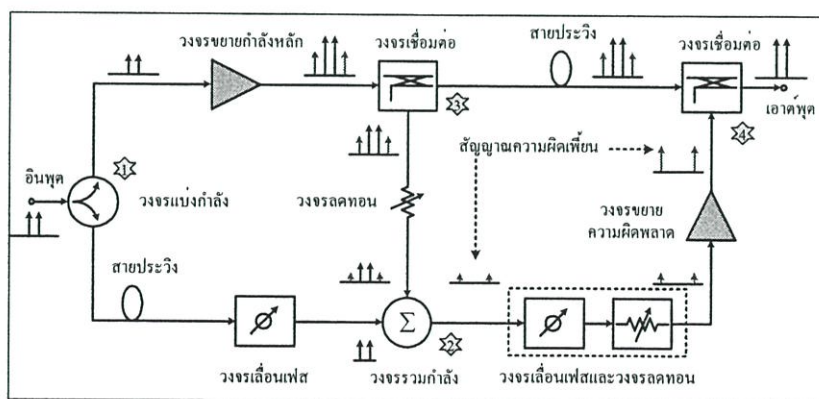 วงจรขยายกำลังหลัก
วงจรเชื่อมต่อ
สายประวิง
วงจรเชื่อมต่อ
3
เอาต์พุต
4
1
สัญญาณความผิดเพี้ยน
อินพุต
วงจรแบ่งกำลัง
วงจรลดทอน
วงจรขยาย
ความผิดพลาด
สายประวิง
Σ
2
วงจรเลื่อนเฟส
วงจรรวมกำลัง
วงจรเลื่อนเฟสและวงจรลดทอน